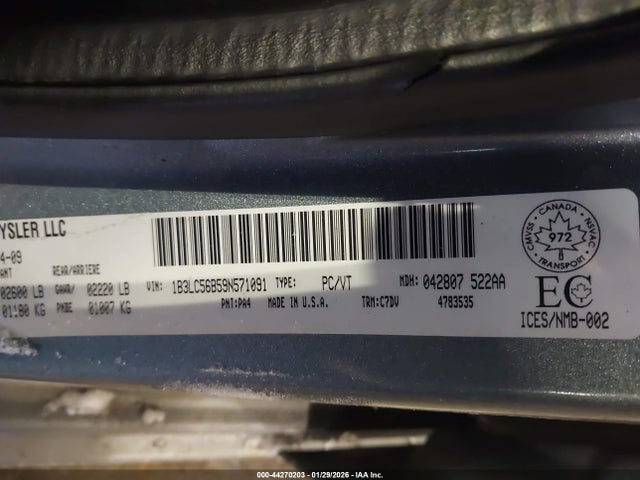 YSLER LLC
4-09
ANT REAR/ARRIERE
02600 LB GAWR/ 02220 LB
01180 KG PNBE 01007 KG
VIN: 1B3LC56B59N571091 TYPE: PC/VT MDH: 042807 522AA
PNT:PA4 MADE IN U.S.A. TRM:C7DV 4783535
CANADA
CMVSS 972 NSVAC
TRANSPORT
EC
ICES/NMB-002
000-44270203 - 01/29/2026 - IAA Inc.